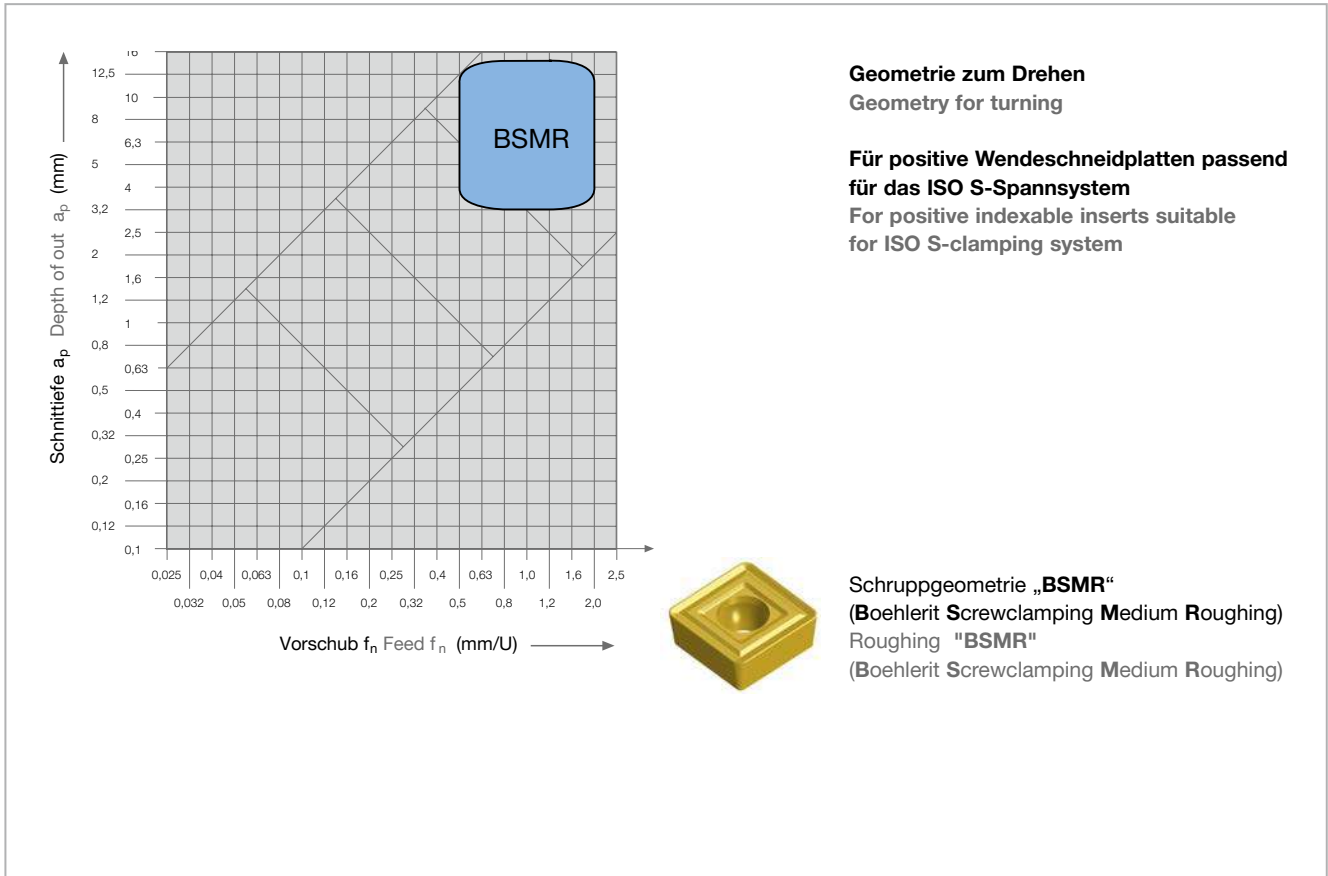 16
12,5
10
8
6,3
5
4
3,2
2,5
2
1,6
1,2
1
0,8
0,63
0,5
0,4
0,32
0,25
0,2
0,16
0,12
0,1
Schnittiefe ap Depth of out ap (mm)
BSMR
0,025 0,04 0,063 0,1 0,16 0,25 0,4 0,63 1,0 1,6 2,5
0,032 0,05 0,08 0,12 0,2 0,32 0,5 0,8 1,2 2,0
Vorschub fn Feed fn (mm/U)
Geometrie zum Drehen
Geometry for turning
Für positive Wendeschneidplatten passend
für das ISO S-Spannsystem
For positive indexable inserts suitable
for ISO S-clamping system
Schruppgeometrie „BSMR“
(Boehlerit Screwclamping Medium Roughing)
Roughing "BSMR"
(Boehlerit Screwclamping Medium Roughing)